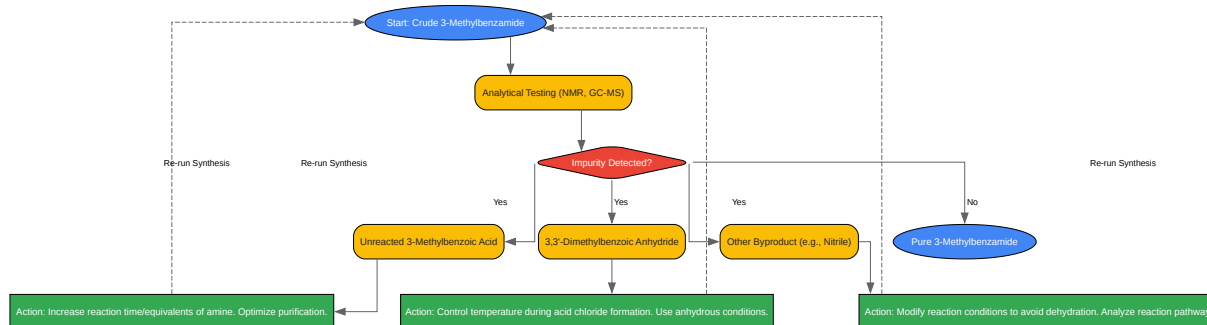 Start: Crude 3-Methylbenzamide
Analytical Testing (NMR, GC-MS)
Re-run Synthesis
Re-run Synthesis
Impurity Detected?
Re-run Synthesis
Yes
Yes
Yes
No
Unreacted 3-Methylbenzoic Acid
3,3'-Dimethylbenzoic Anhydride
Other Byproduct (e.g., Nitrile)
Pure 3-Methylbenzamide
Action: Increase reaction time/equivalents of amine. Optimize purification.
Action: Control temperature during acid chloride formation. Use anhydrous conditions.
Action: Modify reaction conditions to avoid dehydration. Analyze reaction pathway